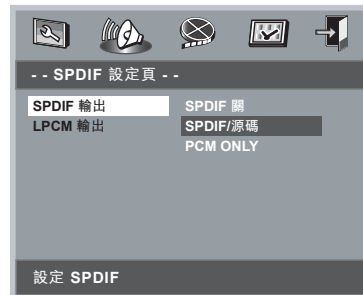 - - SPDIF 設定頁 - -
SPDIF 輸出
LPCM 輸出
SPDIF 關
SPDIF/源碼
PCM ONLY
設定 SPDIF